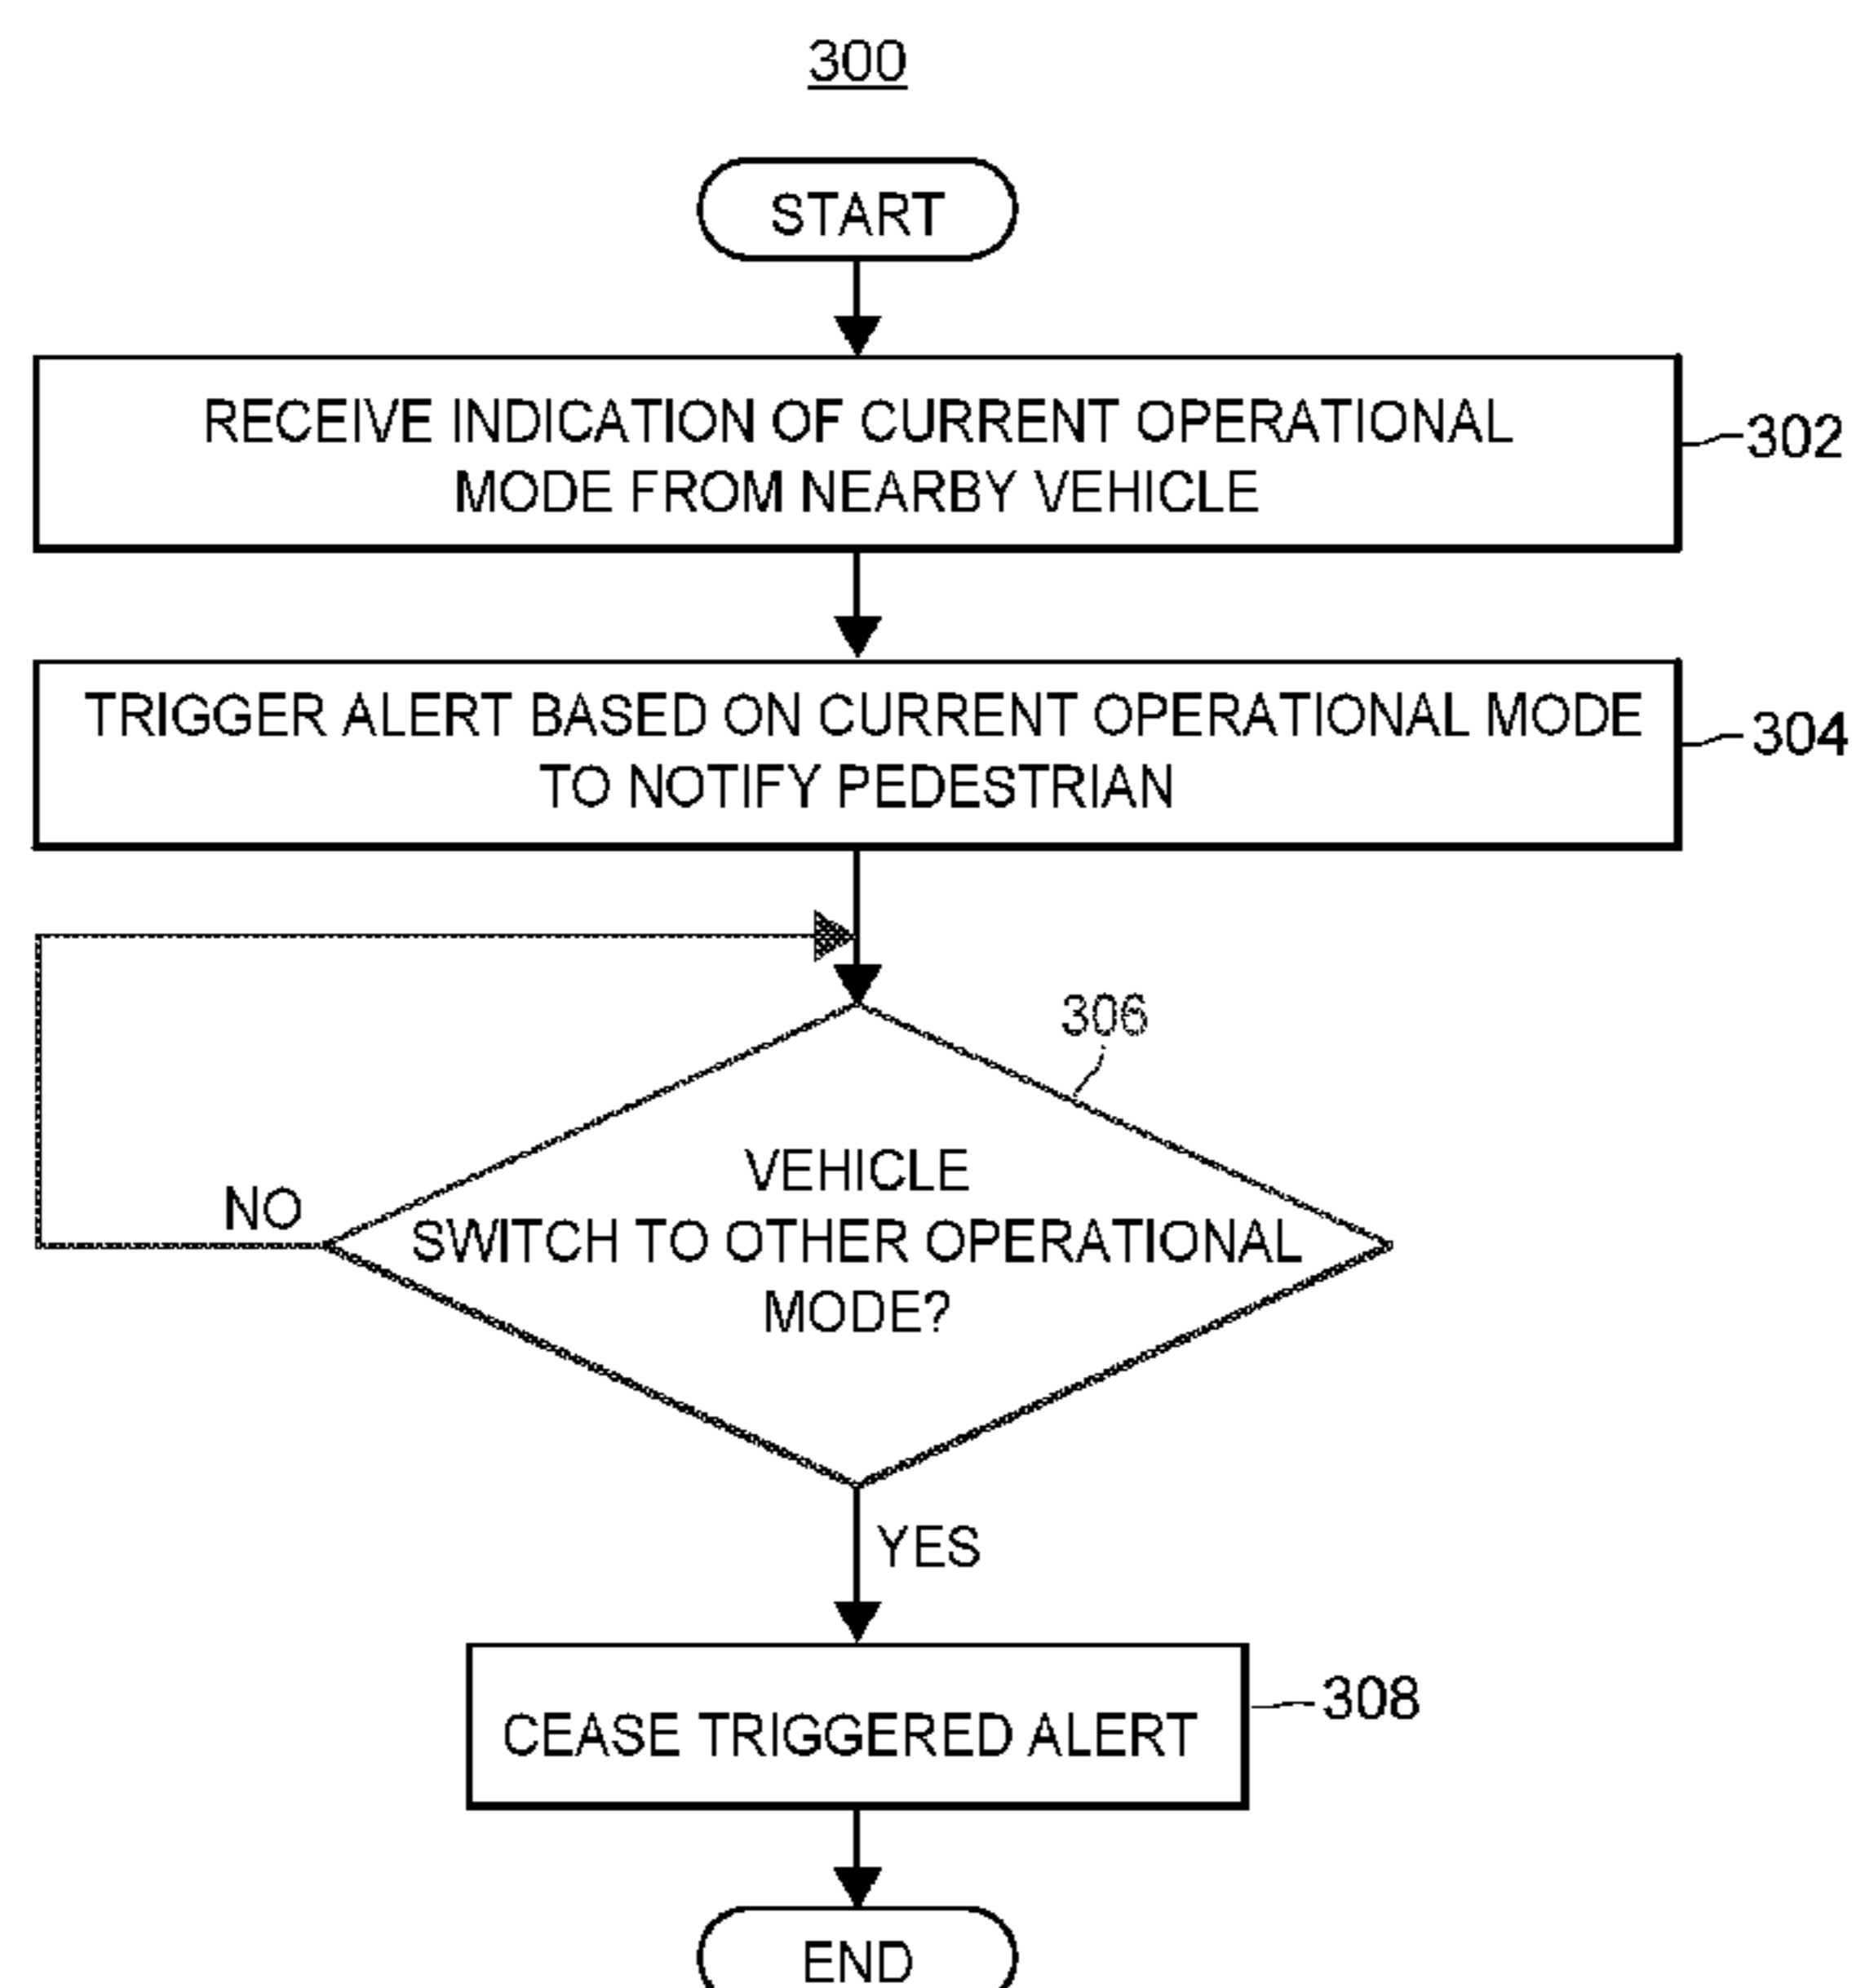 300
START
RECEIVE INDICATION OF CURRENT OPERATIONAL
MODE FROM NEARBY VEHICLE
302
TRIGGER ALERT BASED ON CURRENT OPERATIONAL MODE
TO NOTIFY PEDESTRIAN
304
306
VEHICLE
SWITCH TO OTHER OPERATIONAL
MODE?
NO
YES
CEASE TRIGGERED ALERT
308
END